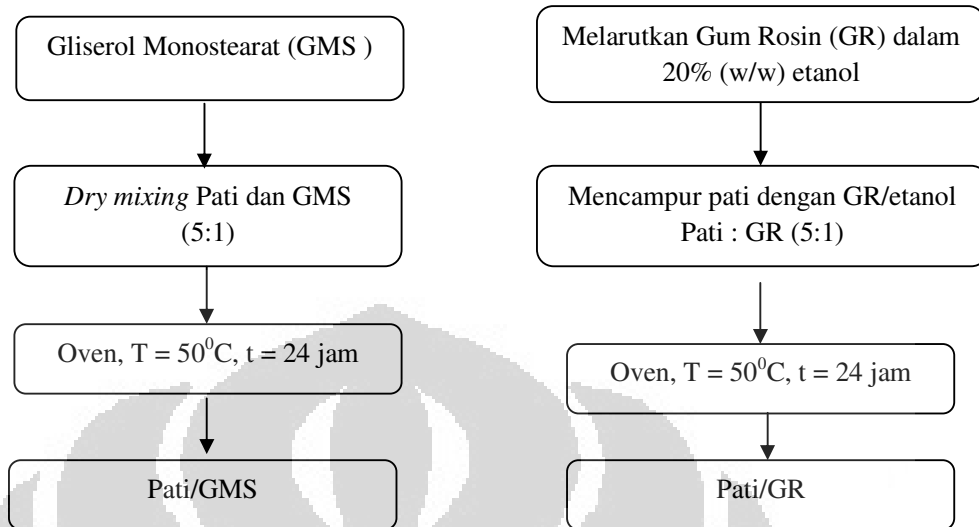 Gliserol Monostearat (GMS )
Dry mixing Pati dan GMS
(5:1)
Oven, T = 50⁰C, t = 24 jam
Pati/GMS
Melarutkan Gum Rosin (GR) dalam
20% (w/w) etanol
Mencampur pati dengan GR/etanol
Pati : GR (5:1)
Oven, T = 50⁰C, t = 24 jam
Pati/GR